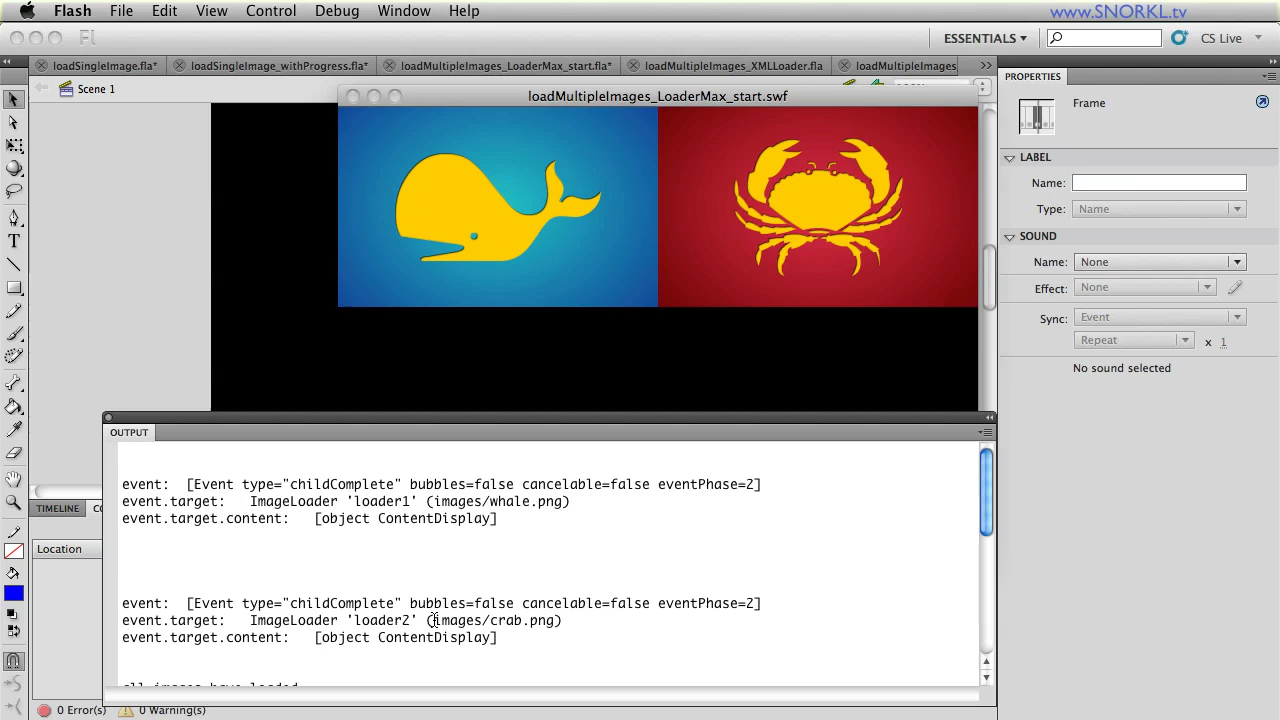 Flash File Edit View Control Debug Window Help
www.SNORKL.tv
Fl
ESSENTIALS
CS Live
loadSingleImage.fla*
loadSingleImage_withProgress.fla*
loadMultipleImages_LoaderMax_start.fla*
loadMultipleImages_XMLLoader.fla
loadMultipleImages
Scene 1
loadMultipleImages_LoaderMax_start.swf
PROPERTIES
Frame
LABEL
Name:
Type: Name
SOUND
Name: None
Effect: None
Sync: Event
Repeat x 1
No sound selected
OUTPUT
event: [Event type="childComplete" bubbles=false cancelable=false eventPhase=2]
event.target: ImageLoader 'loader1' (images/whale.png)
event.target.content: [object ContentDisplay]
event: [Event type="childComplete" bubbles=false cancelable=false eventPhase=2]
event.target: ImageLoader 'loader2' (images/crab.png)
event.target.content: [object ContentDisplay]
all images have loaded
TIMELINE
Location
0 Error(s)
0 Warning(s)